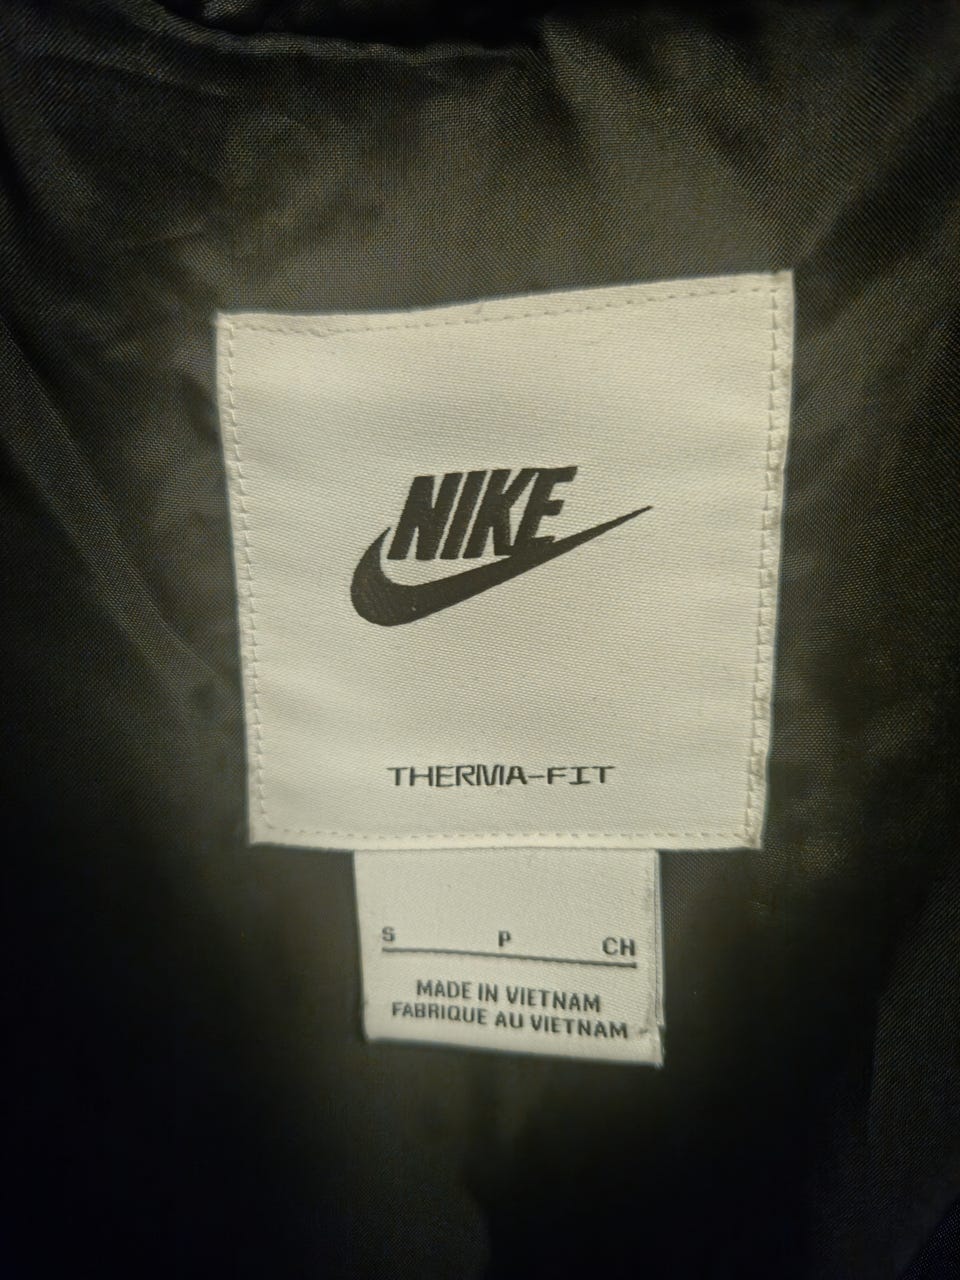 NIKE
THERMA-FIT
S P CH
MADE IN VIETNAM
FABRIQUE AU VIETNAM